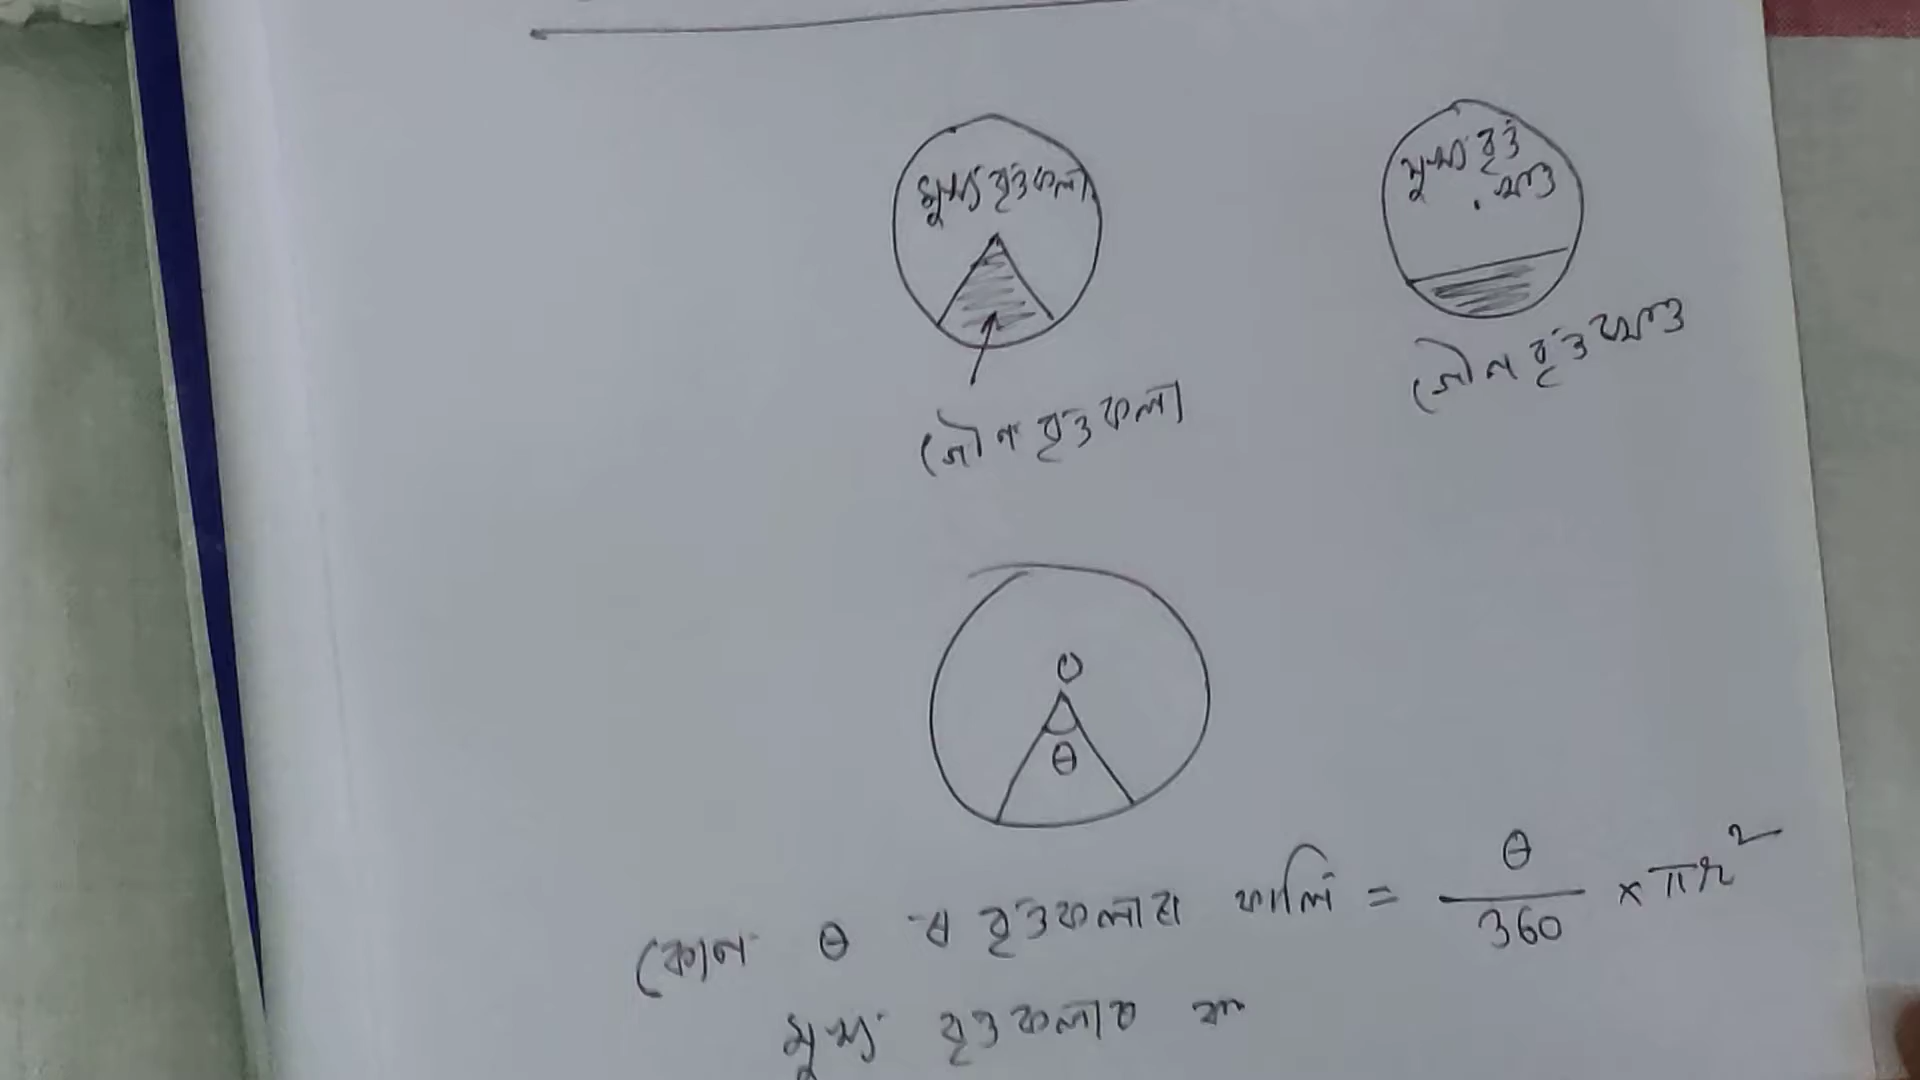 মুখ্য বৃত্তকলা
গৌণ বৃত্তকলা
মুখ্য বৃত্ত
খণ্ড
গৌণ বৃত্তখণ্ড
O
θ
কোণ θ ৰ বৃত্তকলাৰ কালি = θ/360 × πr²
মুখ্য বৃত্তকলাৰ ক